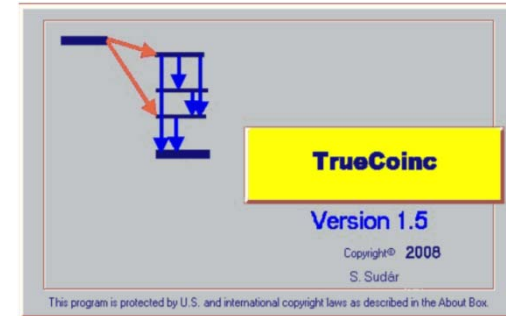 TrueCoinc
Version 1.5
Copyright© 2008
S. Sudár
This program is protected by U.S. and international copyright laws as described in the About Box.